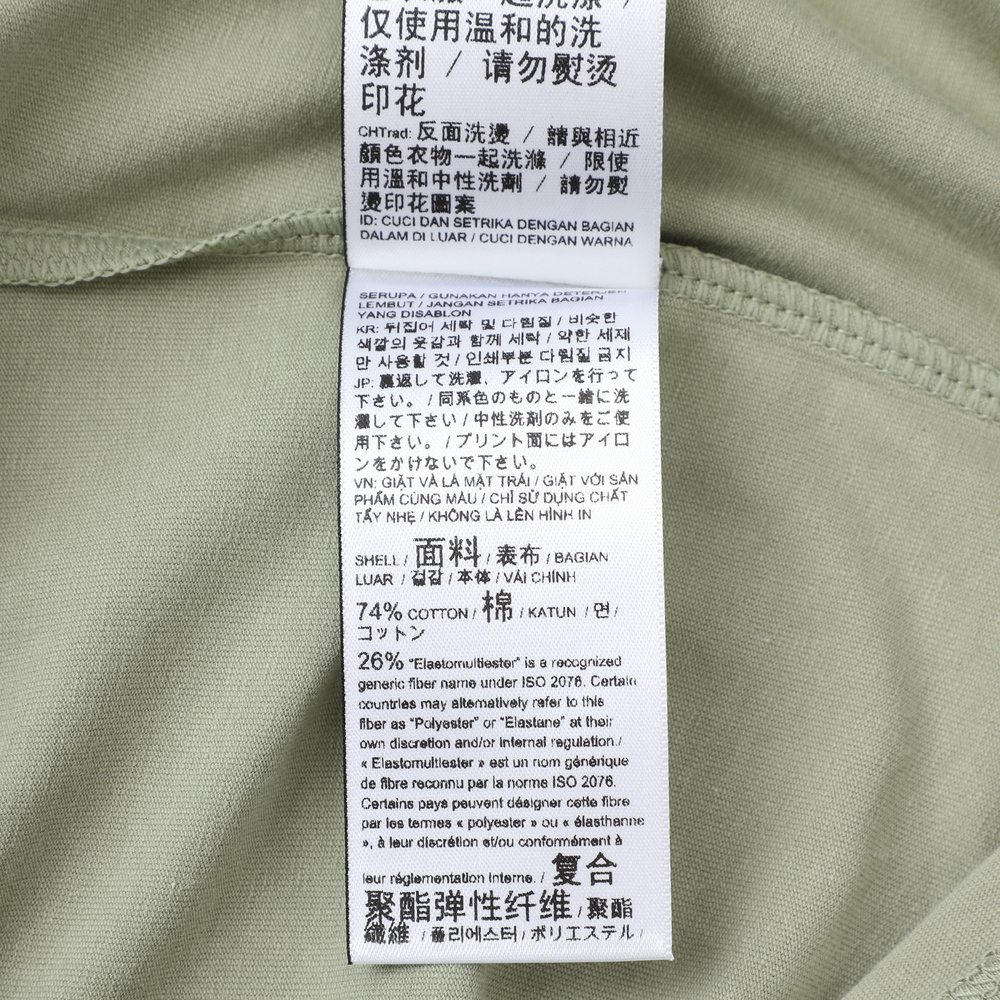 仅使用温和的洗
涤剂 / 请勿熨烫
印花
CHTrad: 反面洗燙 / 請與相近
顏色衣物一起洗滌 / 限使
用溫和中性洗劑 / 請勿熨
燙印花圖案
ID: CUCI DAN SETRIKA DENGAN BAGIAN
DALAM DI LUAR / CUCI DENGAN WARNA
SERUPA / GUNAKAN HANYA DETERJEN
LEMBUT / JANGAN SETRIKA BAGIAN
YANG DISABLON
KR: 뒤집어 세탁 및 다림질 / 비슷한
색깔의 옷감과 함께 세탁 / 약한 세제
만 사용할 것 / 인쇄부분 다림질 금지
JP: 裏返して洗濯、アイロンを行って
下さい。 / 同系色のものと一緒に洗
濯して下さい / 中性洗剤のみをご使
用下さい。 / プリント面にはアイロ
ンをかけないで下さい。
VN: GIẶT VÀ LÀ MẶT TRÁI / GIẶT VỚI SẢN
PHẨM CÙNG MÀU / CHỈ SỬ DỤNG CHẤT
TẨY NHẸ / KHÔNG LÀ LÊN HÌNH IN
SHELL / 面料 / 表布 / BAGIAN
LUAR / 겉감 / 本体 / VẢI CHÍNH
74% COTTON / 棉 / KATUN / 면 /
コットン
26% “Elastomultiester” is a recognized
generic fiber name under ISO 2076. Certain
countries may alternatively refer to this
fiber as “Polyester” or “Elastane” at their
own discretion and/or internal regulation./
« Elastomultiester » est un nom générique
de fibre reconnu par la norme ISO 2076.
Certains pays peuvent désigner cette fibre
par les termes « polyester » ou « élasthanne
», à leur discrétion et/ou conformément à
leur réglementation interne. / 复合
聚酯弹性纤维 / 聚酯
纖維 / 폴리에스터 / ポリエステル /